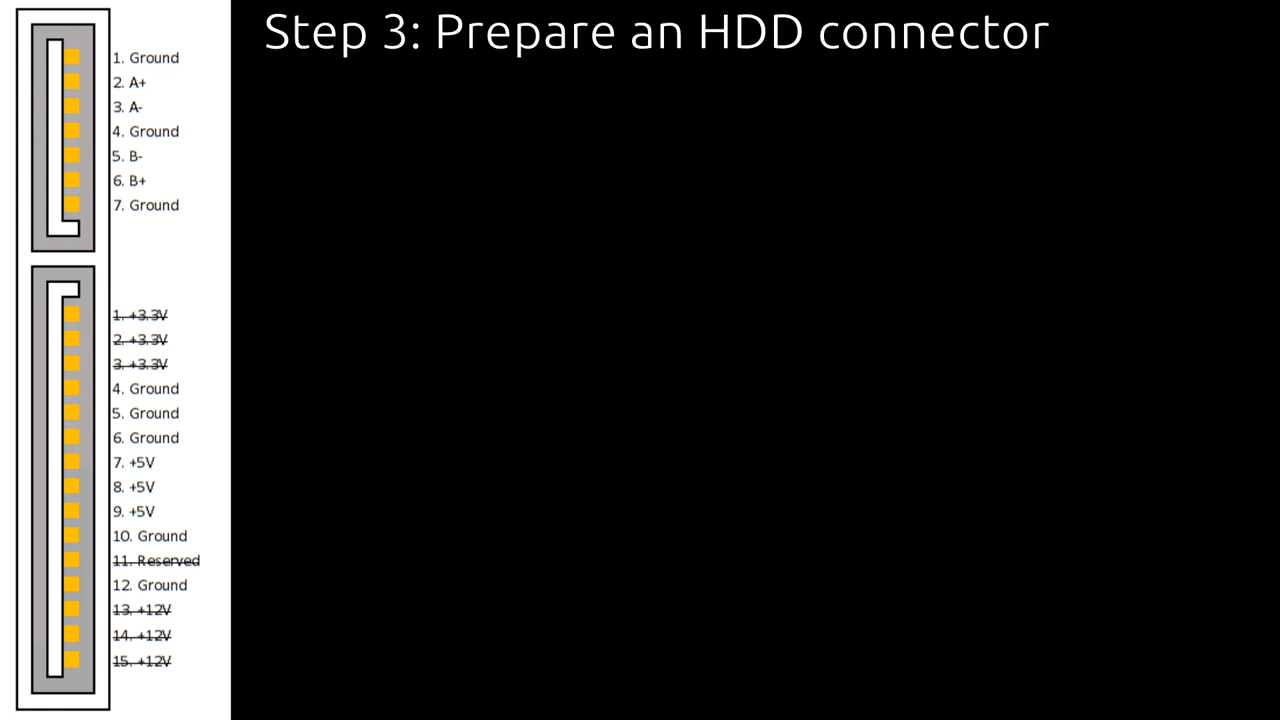 Step 3: Prepare an HDD connector
1. Ground
2. A+
3. A-
4. Ground
5. B-
6. B+
7. Ground
1. +3.3V
2. +3.3V
3. +3.3V
4. Ground
5. Ground
6. Ground
7. +5V
8. +5V
9. +5V
10. Ground
11. Reserved
12. Ground
13. +12V
14. +12V
15. +12V